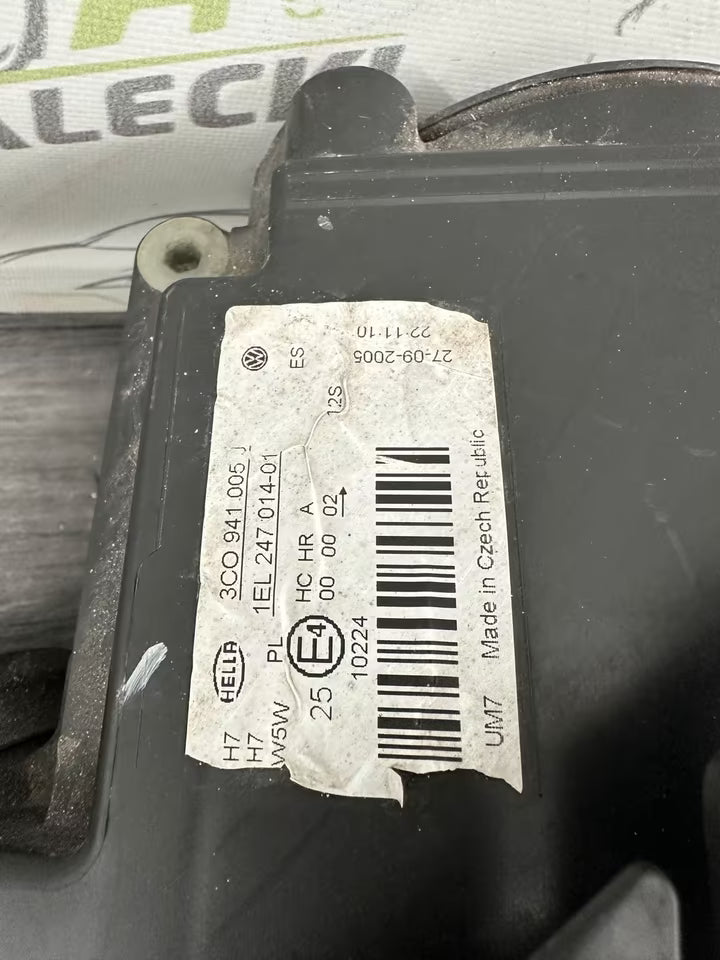 ALECKI
27-09-2005
22:11:10
ES
12S
3CO 941.005 J
1EL 247 014-01
HC HR A
00 00 02
HELLA
PL
E4
25
10224
H7
H7
W5W
Made in Czech Republic
UM7